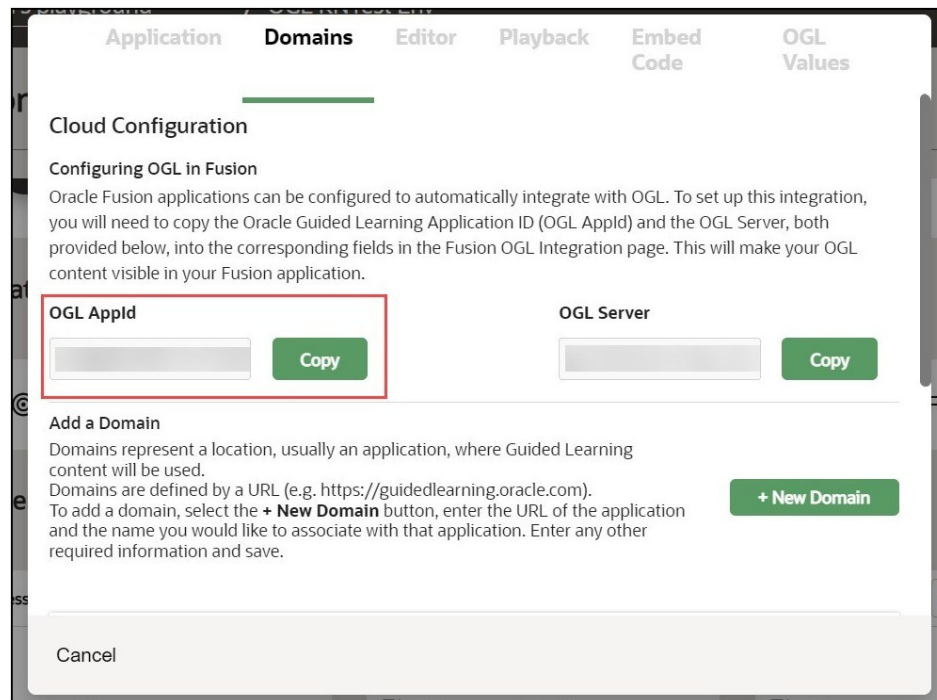 Application Domains Editor Playback Embed Code OGL Values
Cloud Configuration
Configuring OGL in Fusion
Oracle Fusion applications can be configured to automatically integrate with OGL. To set up this integration,
you will need to copy the Oracle Guided Learning Application ID (OGL AppId) and the OGL Server, both
provided below, into the corresponding fields in the Fusion OGL Integration page. This will make your OGL
content visible in your Fusion application.
OGL AppId OGL Server
Copy Copy
Add a Domain
Domains represent a location, usually an application, where Guided Learning
content will be used.
Domains are defined by a URL (e.g. https://guidedlearning.oracle.com).
To add a domain, select the + New Domain button, enter the URL of the application
and the name you would like to associate with that application. Enter any other
required information and save.
+ New Domain
Cancel